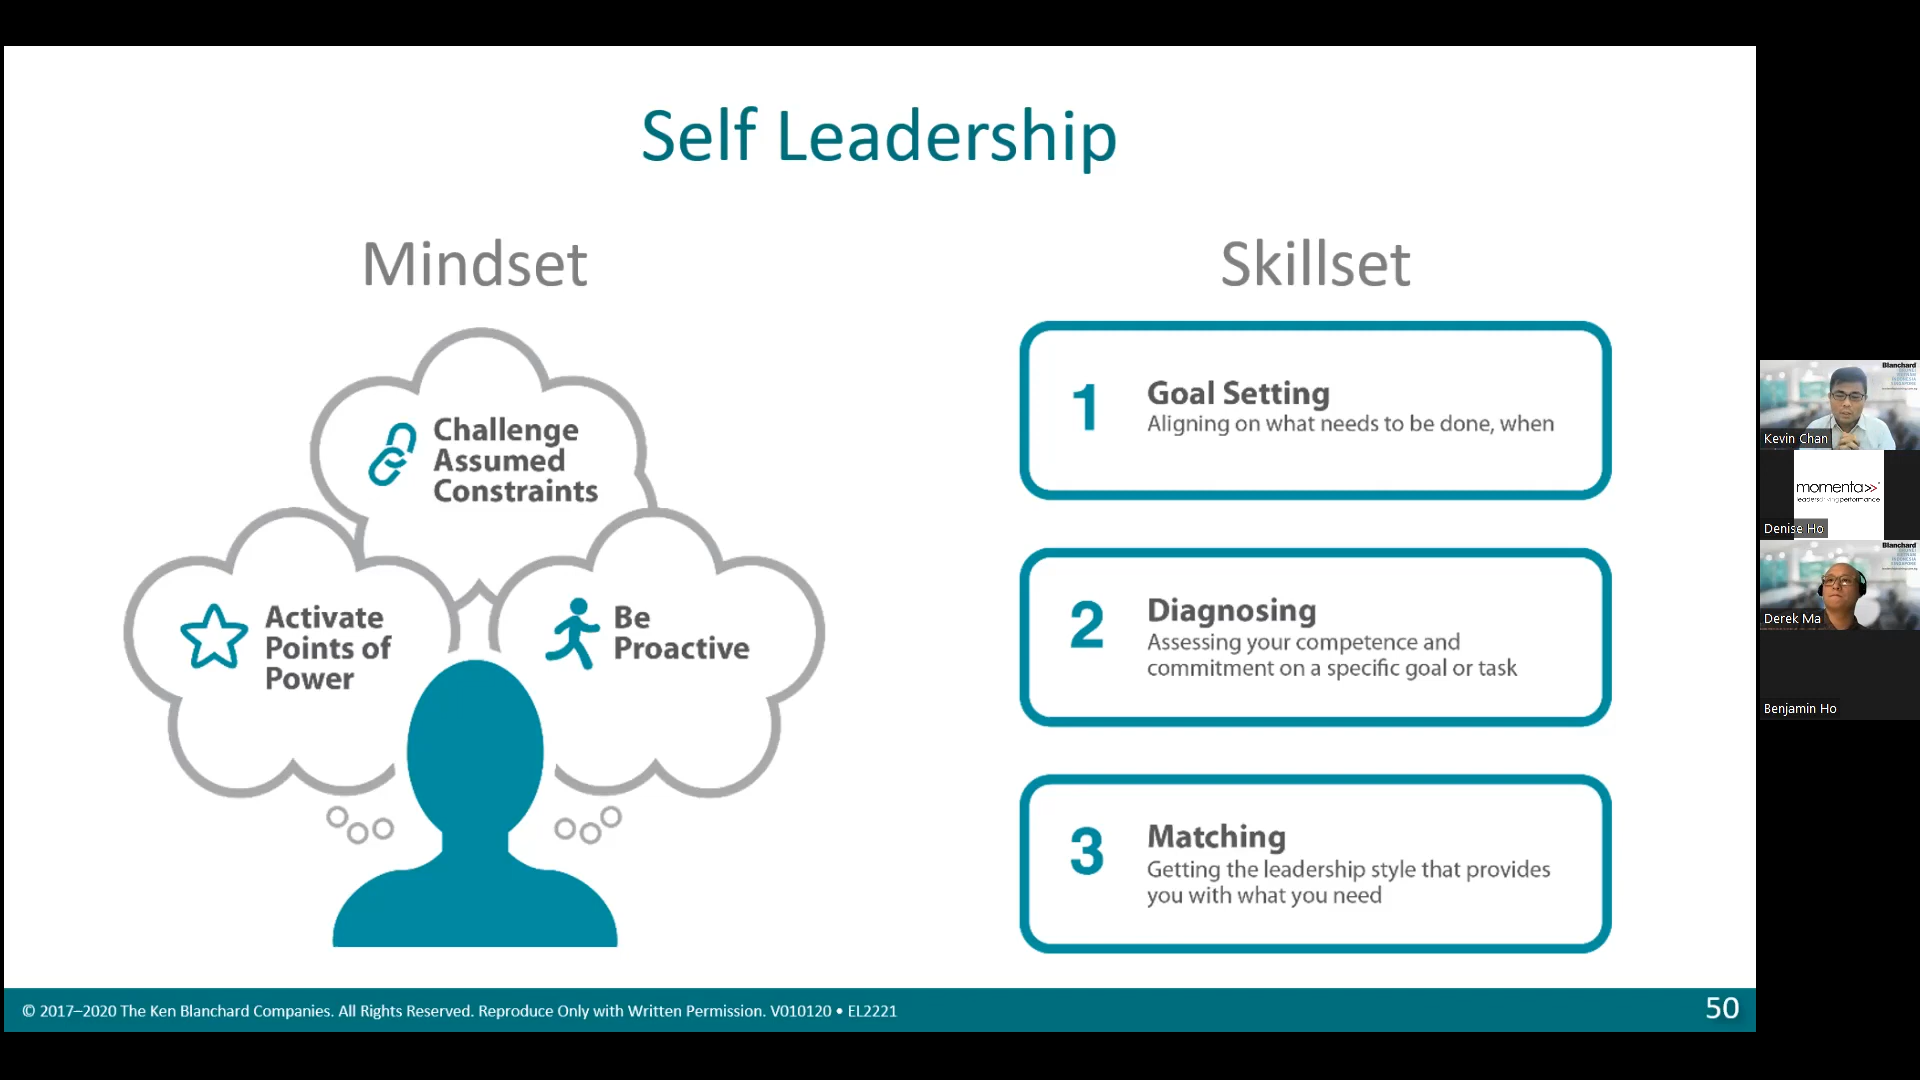 Self Leadership
Mindset
Skillset
Challenge
Assumed
Constraints
Activate
Points of
Power
Be
Proactive
1
Goal Setting
Aligning on what needs to be done, when
2
Diagnosing
Assessing your competence and
commitment on a specific goal or task
3
Matching
Getting the leadership style that provides
you with what you need
© 2017–2020 The Ken Blanchard Companies. All Rights Reserved. Reproduce Only with Written Permission. V010120 • EL2221
50
Blanchard
Kevin Chan
momenta>>
Denise Ho
Blanchard
Derek Ma
Benjamin Ho